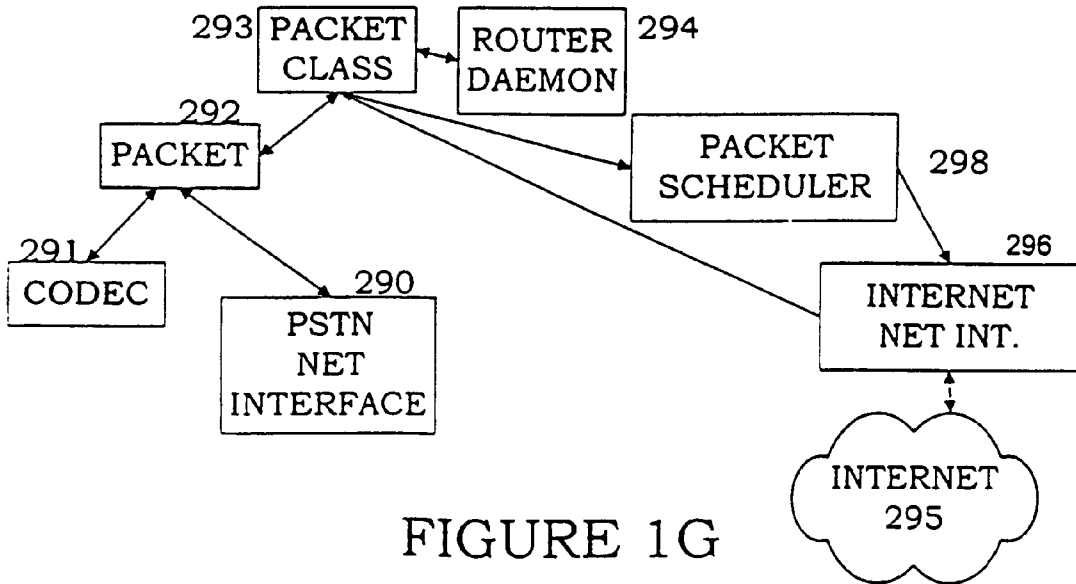 293
PACKET
CLASS
ROUTER
DAEMON
294
292
PACKET
PACKET
SCHEDULER
298
291
CODEC
290
PSTN
NET
INTERFACE
296
INTERNET
NET INT.
INTERNET
295
FIGURE 1G